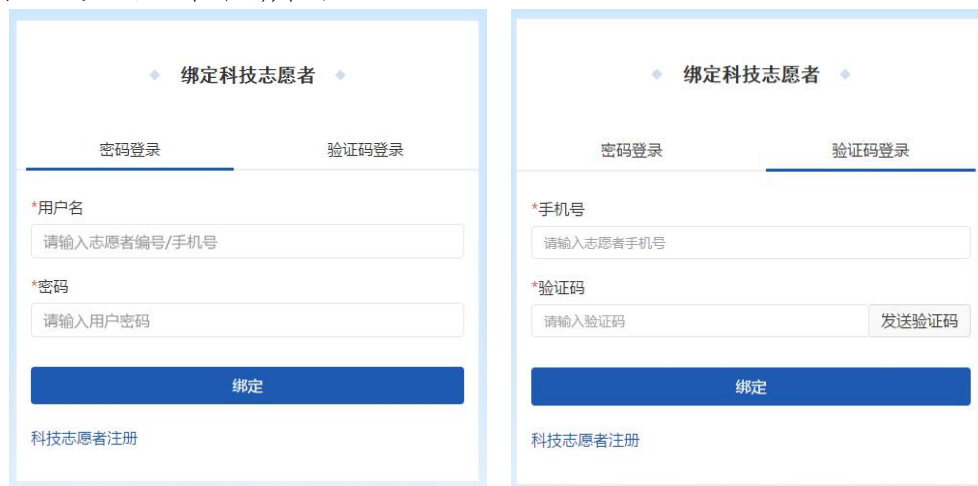 绑定科技志愿者
密码登录
验证码登录
*用户名
请输入志愿者编号/手机号
*密码
请输入用户密码
绑定
科技志愿者注册
绑定科技志愿者
密码登录
验证码登录
*手机号
请输入志愿者手机号
*验证码
请输入验证码
发送验证码
绑定
科技志愿者注册